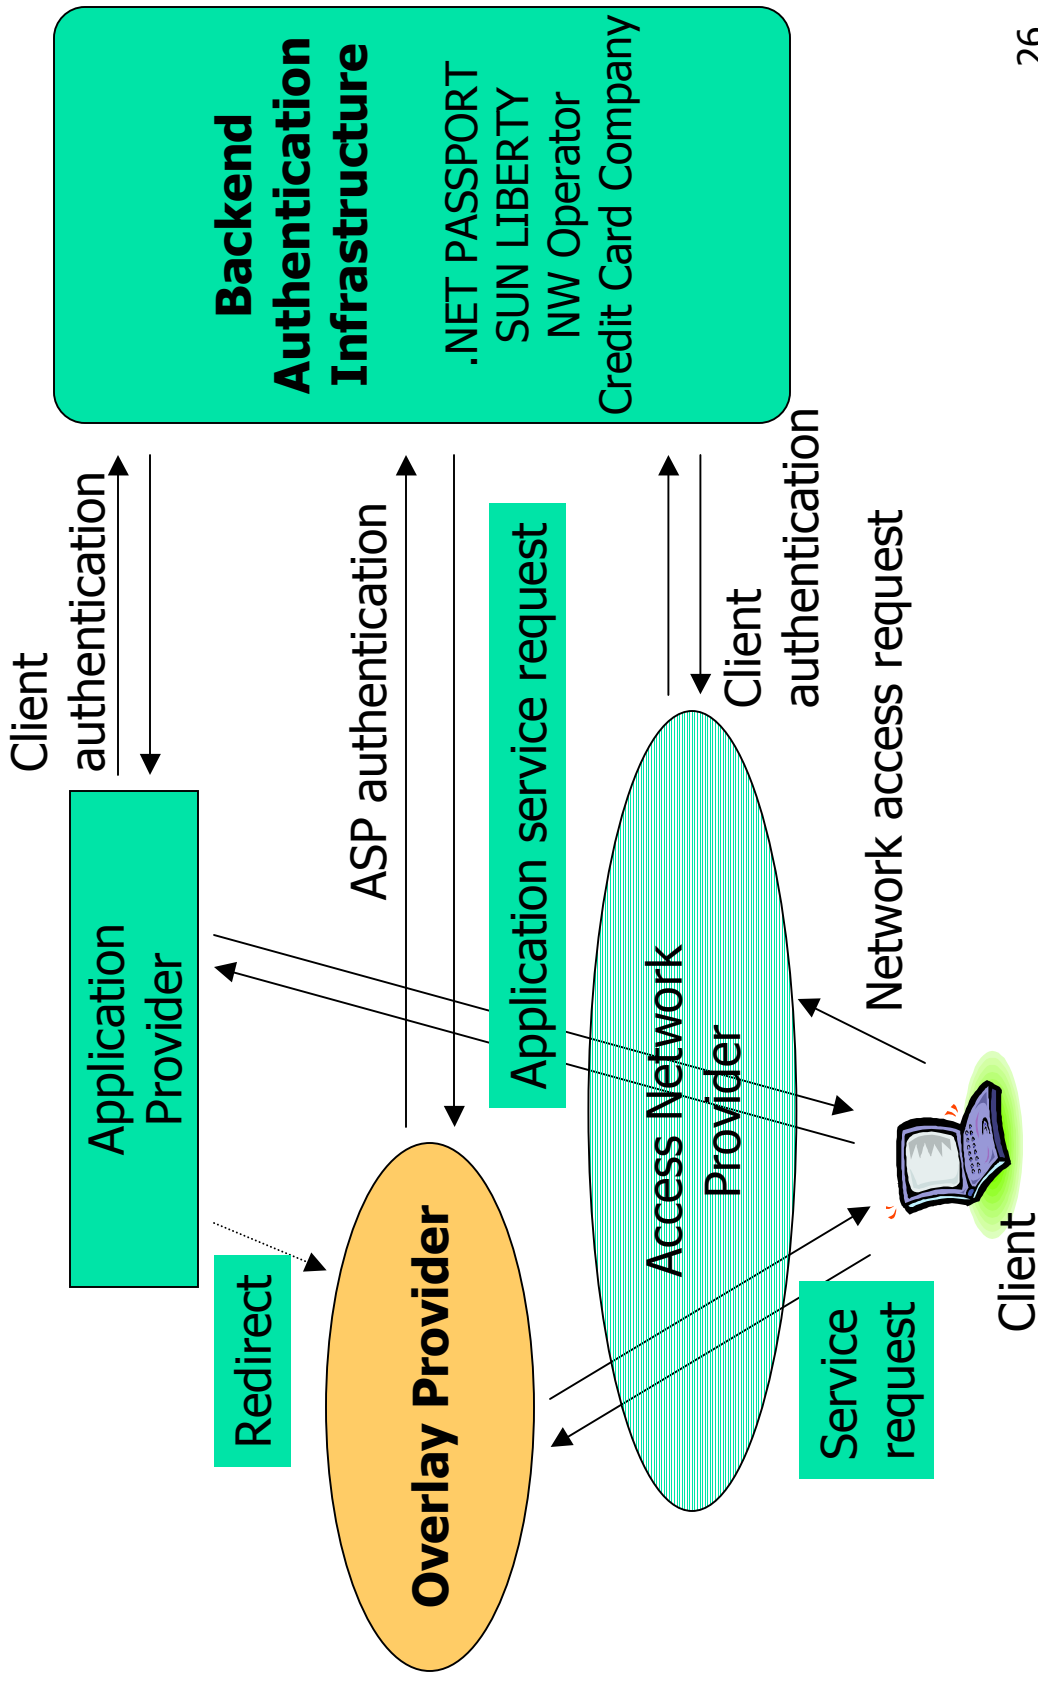 Client
authentication
Application
Provider
Redirect
ASP authentication
Overlay Provider
Backend
Authentication
Infrastructure
.NET PASSPORT
SUN LIBERTY
NW Operator
Credit Card Company
Application service request
Access Network
Provider
Client
authentication
Network access request
Service
request
Client
26